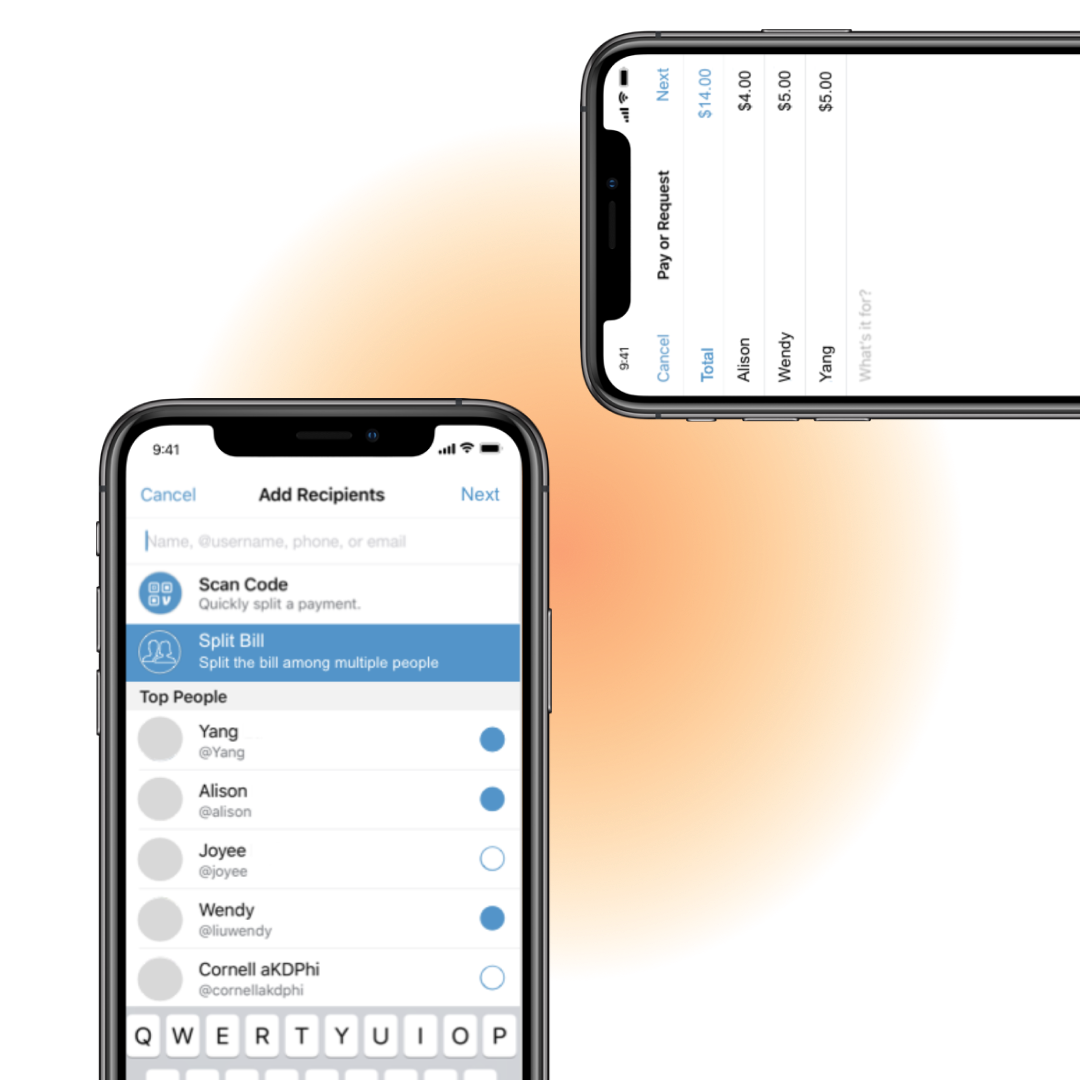 9:41
Cancel Pay or Request Next
Total $14.00
Alison $4.00
Wendy $5.00
Yang $5.00
What's it for?
9:41
Cancel Add Recipients Next
Name, @username, phone, or email
Scan Code
Quickly split a payment.
Split Bill
Split the bill among multiple people
Top People
Yang
@Yang
Alison
@alison
Joyee
@joyee
Wendy
@liuwendy
Cornell aKDPhi
@cornellakdphi
Q W E R T Y U I O P